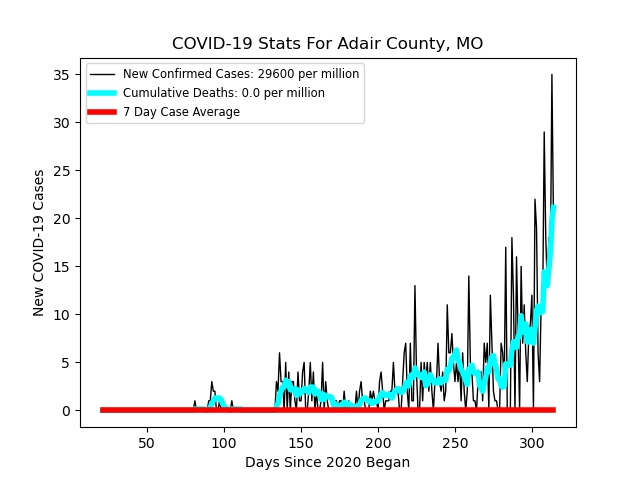 COVID-19 Stats For Adair County, MO
New Confirmed Cases: 29600 per million
Cumulative Deaths: 0.0 per million
7 Day Case Average
New COVID-19 Cases
35
30
25
20
15
10
5
0
50 100 150 200 250 300
Days Since 2020 Began